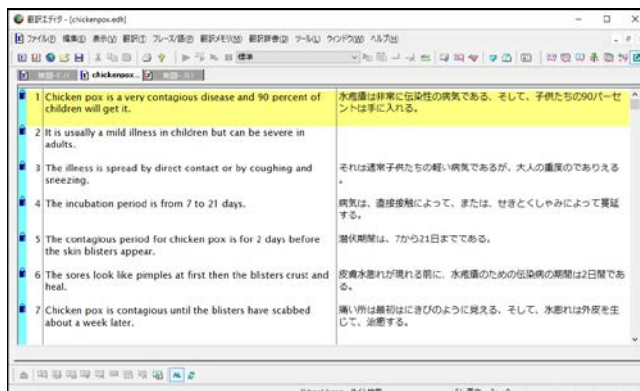 翻訳エディタ - [chickenpox.edh]
ファイル(F) 編集(E) 表示(V) 翻訳(T) フレーズ/語(P) 翻訳メモリ(M) 翻訳辞書(D) ツール(L) ウィンドウ(W) ヘルプ(H)
標準
chickenpox...
1 Chicken pox is a very contagious disease and 90 percent of
children will get it.
水疱瘡は非常に伝染性の病気である、そして、子供たちの90パーセ
ントは手に入れる。
2 It is usually a mild illness in children but can be severe in
adults.
3 The illness is spread by direct contact or by coughing and
sneezing.
それは通常子供たちの軽い病気であるが、大人の重度のでありえる
。
4 The incubation period is from 7 to 21 days.
病気は、直接接触によって、または、せきとくしゃみによって蔓延
する。
5 The contagious period for chicken pox is for 2 days before
the skin blisters appear.
潜伏期間は、7から21日までである。
6 The sores look like pimples at first then the blisters crust and
heal.
皮膚水膨れが現れる前に、水疱瘡のための伝染病の期間は2日間であ
る。
7 Chicken pox is contagious until the blisters have scabbed
about a week later.
痛い所は最初はにきびのように見える、そして、水膨れは外皮を生
じて、治癒する。